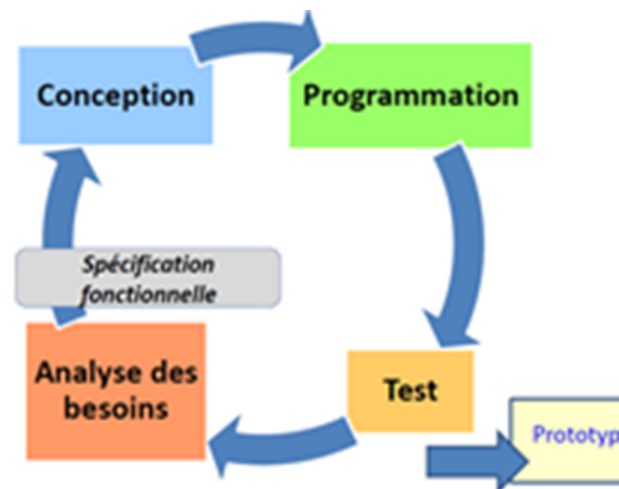 Conception
Programmation
Spécification
fonctionnelle
Analyse des
besoins
Test
Prototyp